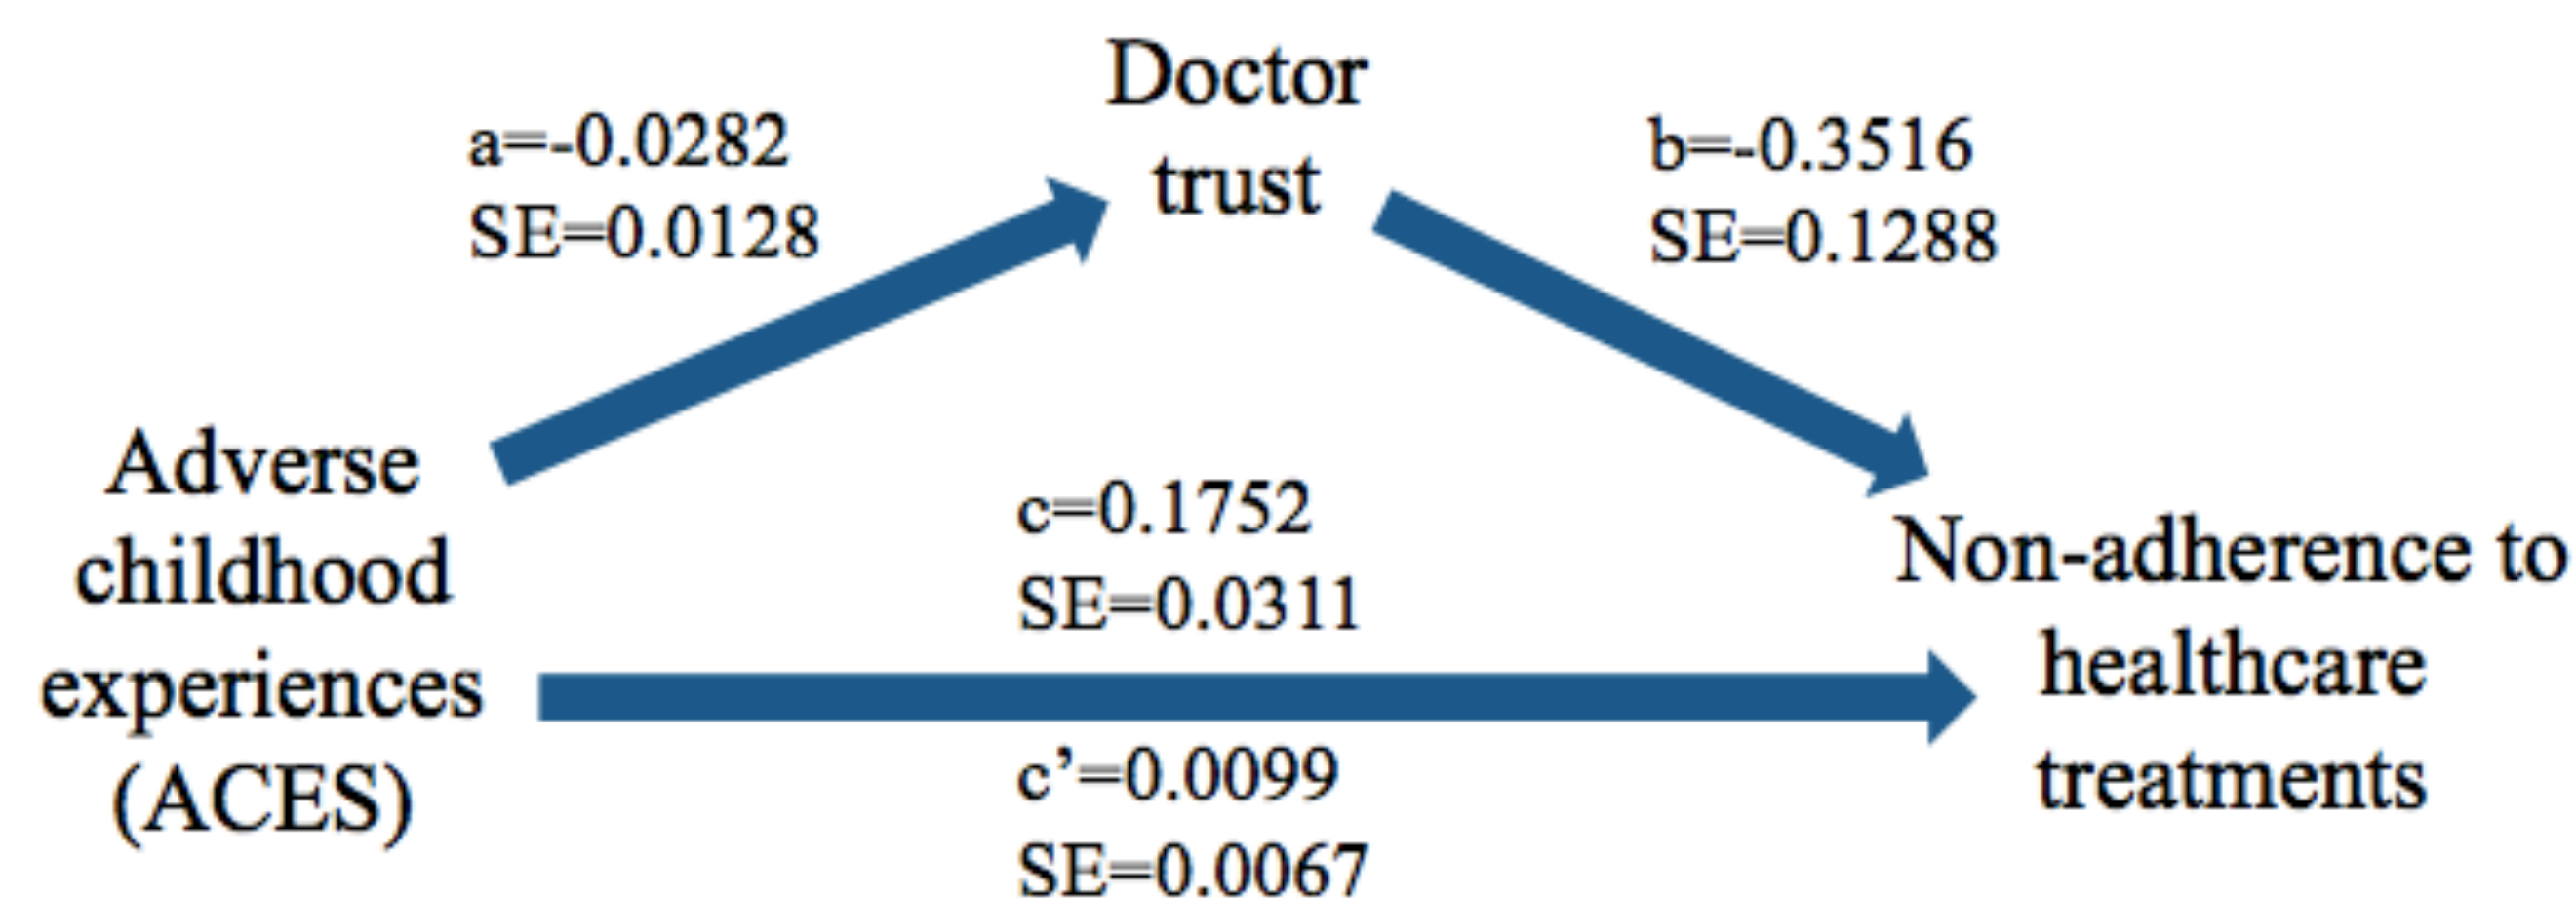 Doctor
trust
a=-0.0282
SE=0.0128
b=-0.3516
SE=0.1288
Adverse
childhood
experiences
(ACES)
c=0.1752
SE=0.0311
c’=0.0099
SE=0.0067
Non-adherence to
healthcare
treatments